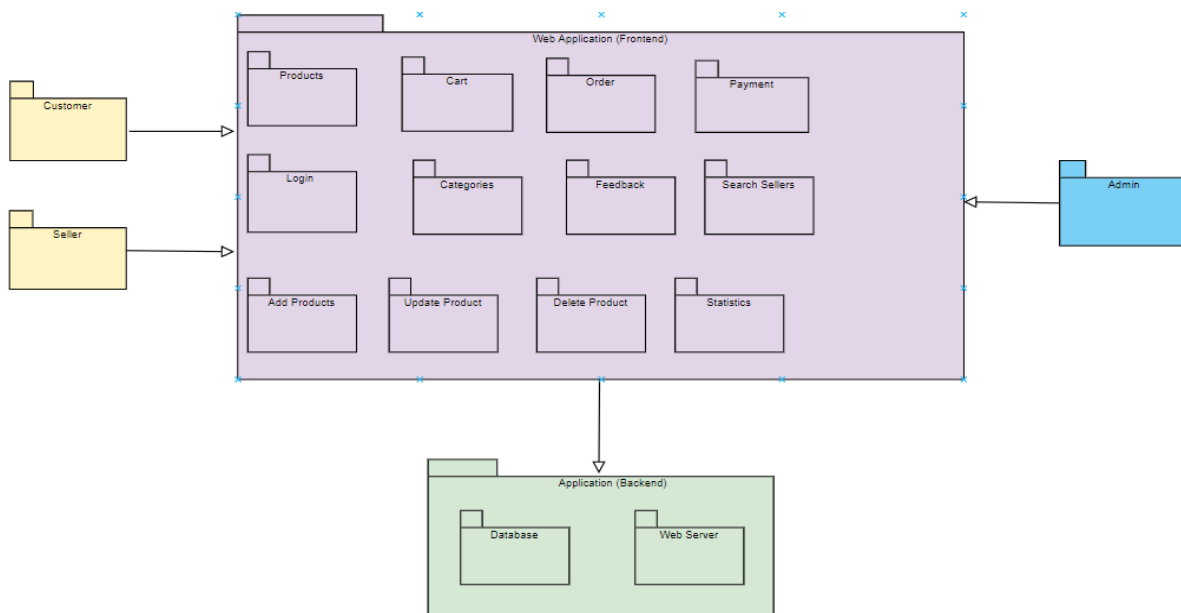 Web Application (Frontend)
Products
Cart
Order
Payment
Customer
Login
Categories
Feedback
Search Sellers
Admin
Seller
Add Products
Update Product
Delete Product
Statistics
Application (Backend)
Database
Web Server